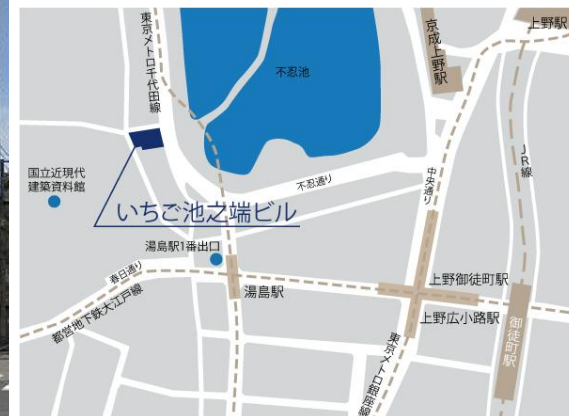 上野駅
京成上野駅
東京メトロ千代田線
不忍池
JR線
国立近現代
建築資料館
不忍通り
中央通り
いちご池之端ビル
湯島駅1番出口
春日通り
上野御徒町駅
湯島駅
都営地下鉄大江戸線
上野広小路駅
御徒町駅
東京メトロ銀座線